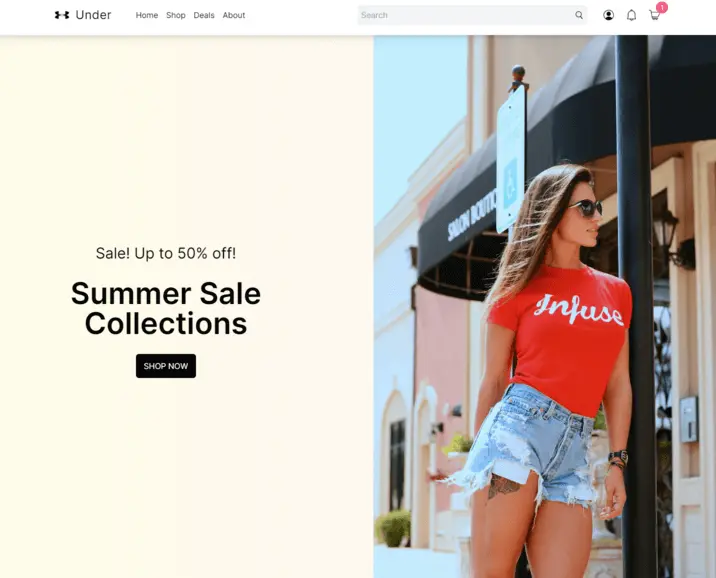 Under
Home Shop Deals About
Search
1
Sale! Up to 50% off!
Summer Sale
Collections
SHOP NOW
SALON BOUTIQ
Infuse